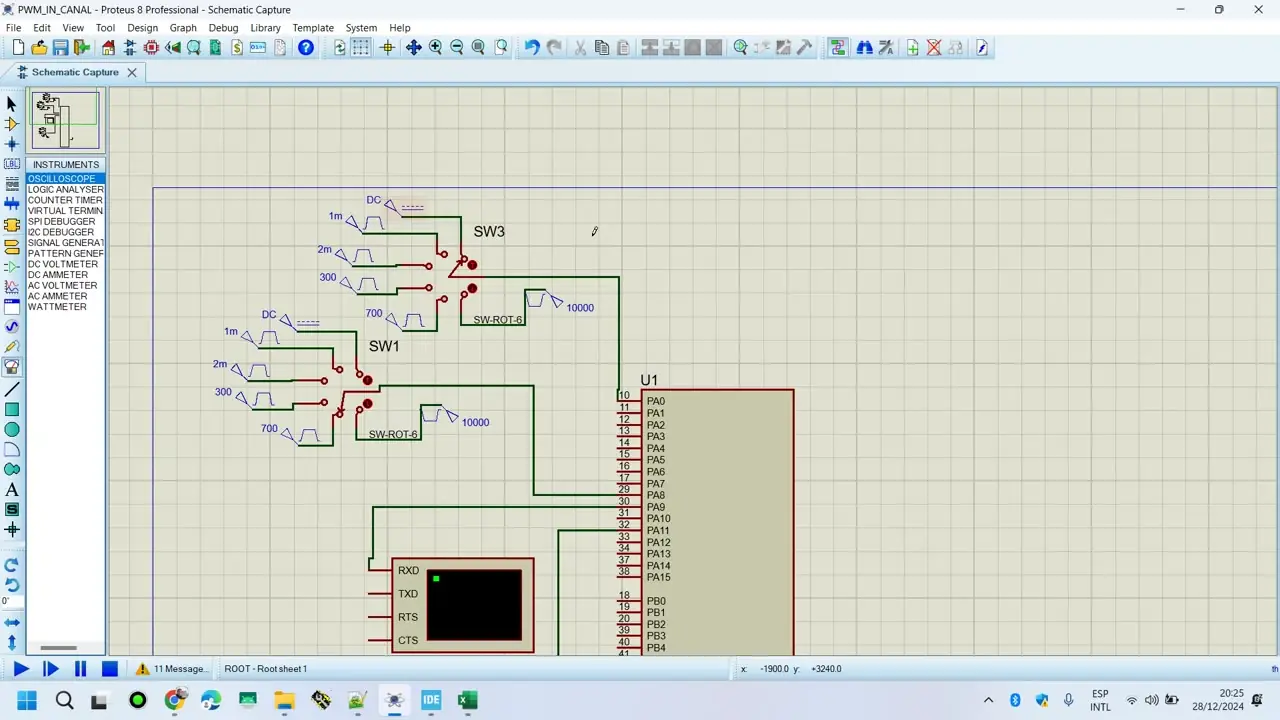 PWM_IN_CANAL - Proteus 8 Professional - Schematic Capture
File Edit View Tool Design Graph Debug Library Template System Help
Schematic Capture
INSTRUMENTS
OSCILLOSCOPE
LOGIC ANALYSER
COUNTER TIMER
VIRTUAL TERMIN
SPI DEBUGGER
I2C DEBUGGER
SIGNAL GENERAT
PATTERN GENEF
DC VOLTMETER
DC AMMETER
AC VOLTMETER
AC AMMETER
WATTMETER
DC
1m
SW3
2m
300
10000
700
SW-ROT-6
DC
1m
SW1
2m
300
10000
700
SW-ROT-6
U1
10 PA0
11 PA1
12 PA2
13 PA3
14 PA4
15 PA5
16 PA6
17 PA7
29 PA8
30 PA9
31 PA10
32 PA11
33 PA12
34 PA13
37 PA14
38 PA15
18 PB0
19 PB1
20 PB2
39 PB3
40 PB4
41
RXD
TXD
RTS
CTS
0°
11 Message...
ROOT - Root sheet 1
x: -1900.0 y: +3240.0
th
IDE
ESP
INTL
20:25
28/12/2024